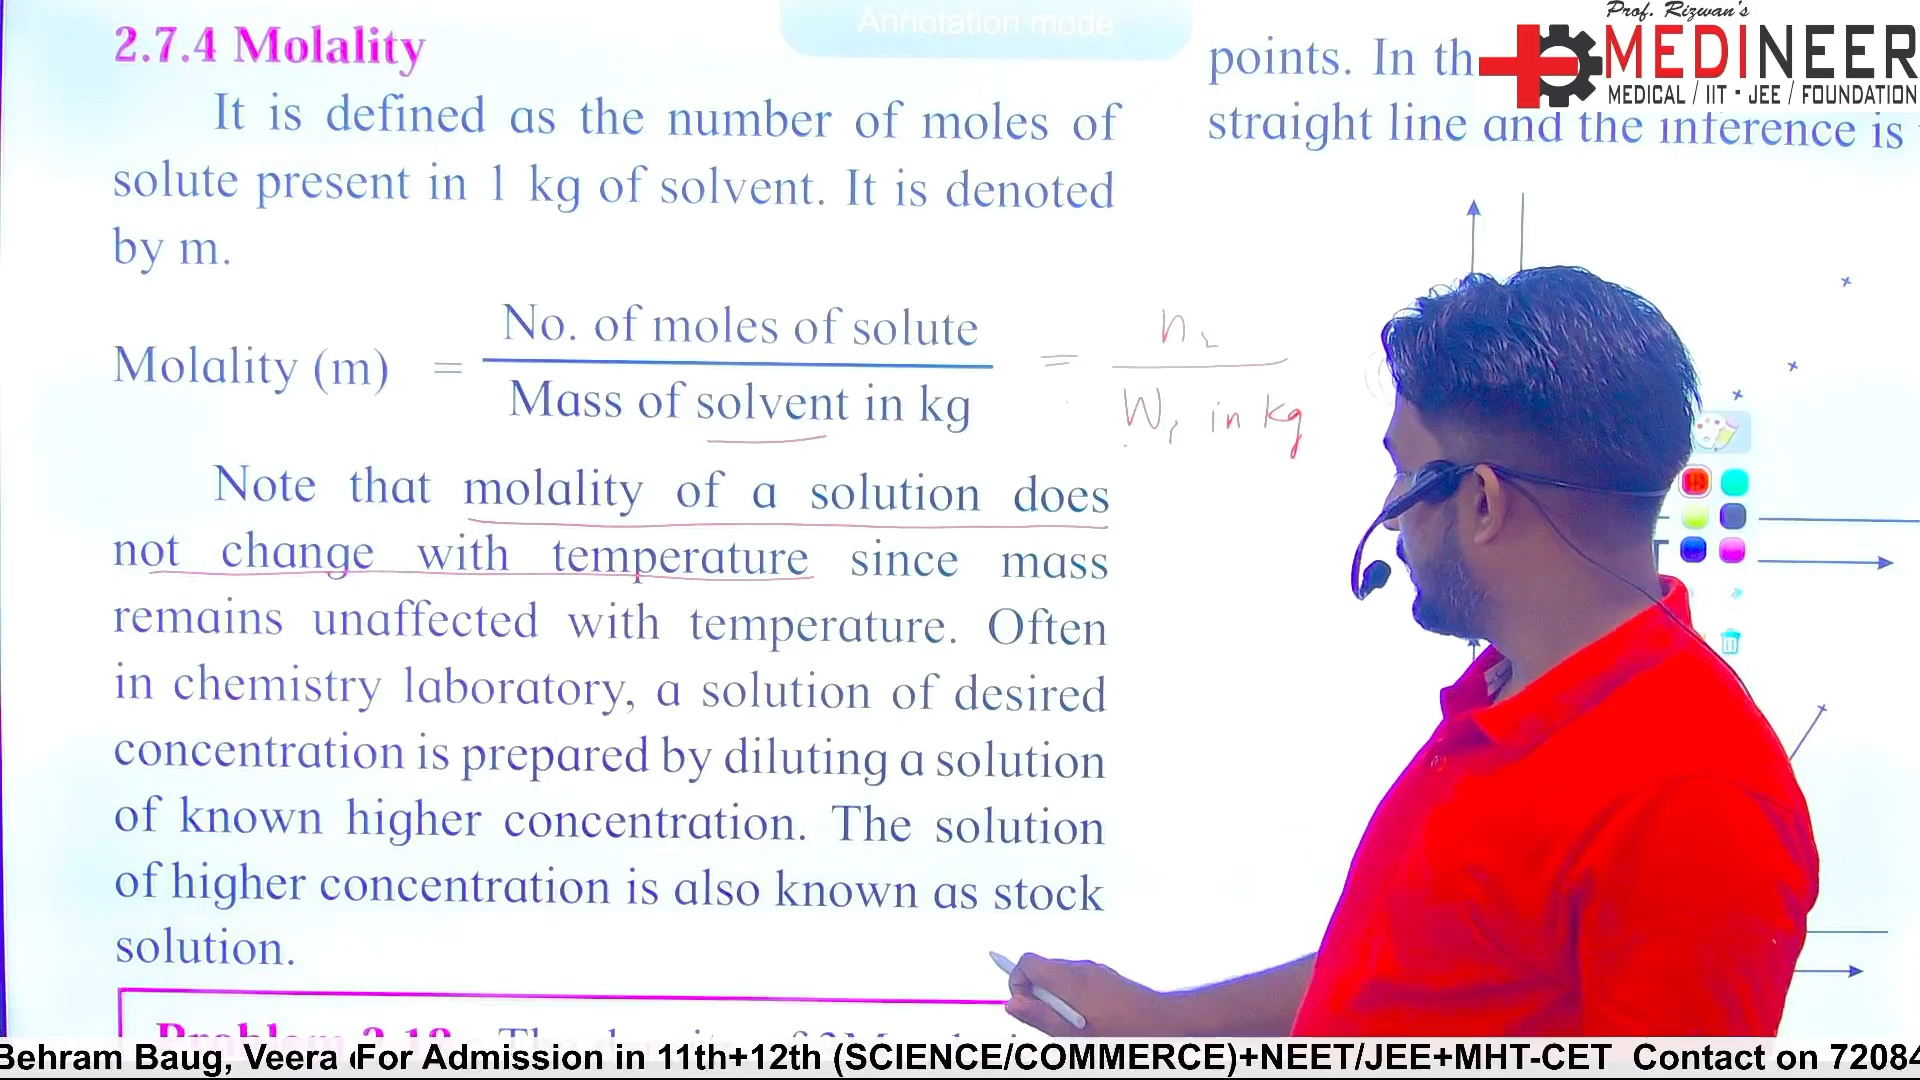 Annotation mode
2.7.4 Molality
It is defined as the number of moles of
solute present in 1 kg of solvent. It is denoted
by m.
Molality (m) = No. of moles of solute
Mass of solvent in kg
= n₂
W₁ in kg
Note that molality of a solution does
not change with temperature since mass
remains unaffected with temperature. Often
in chemistry laboratory, a solution of desired
concentration is prepared by diluting a solution
of known higher concentration. The solution
of higher concentration is also known as stock
solution.
points. In th
straight line and the inference is
Prof. Rizwan's
MEDINEER
MEDICAL / IIT - JEE / FOUNDATION
Behram Baug, Veera For Admission in 11th+12th (SCIENCE/COMMERCE)+NEET/JEE+MHT-CET Contact on 7208